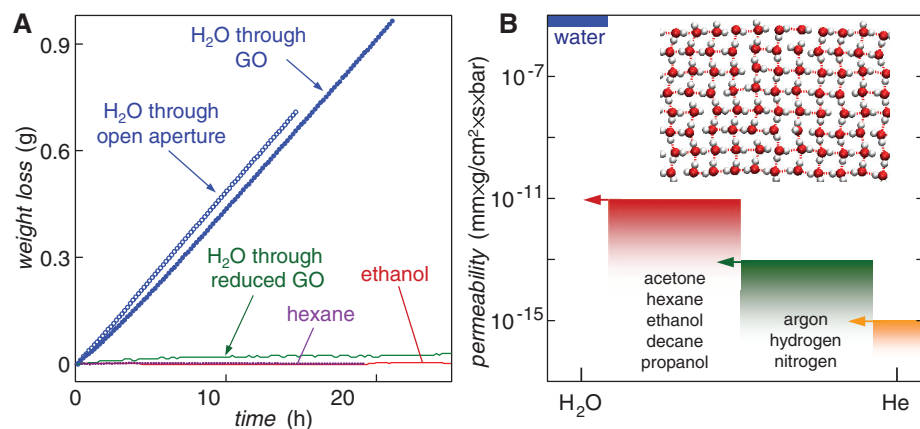 A
0.9
0.6
0.3
0
weight loss (g)
H₂O through
GO
H₂O through
open aperture
H₂O through
reduced GO
hexane
ethanol
0
10
20
time (h)
B
permeability (mm×g/cm²×s×bar)
10⁻⁷
10⁻¹¹
10⁻¹⁵
water
acetone
hexane
ethanol
decane
propanol
argon
hydrogen
nitrogen
H₂O
He